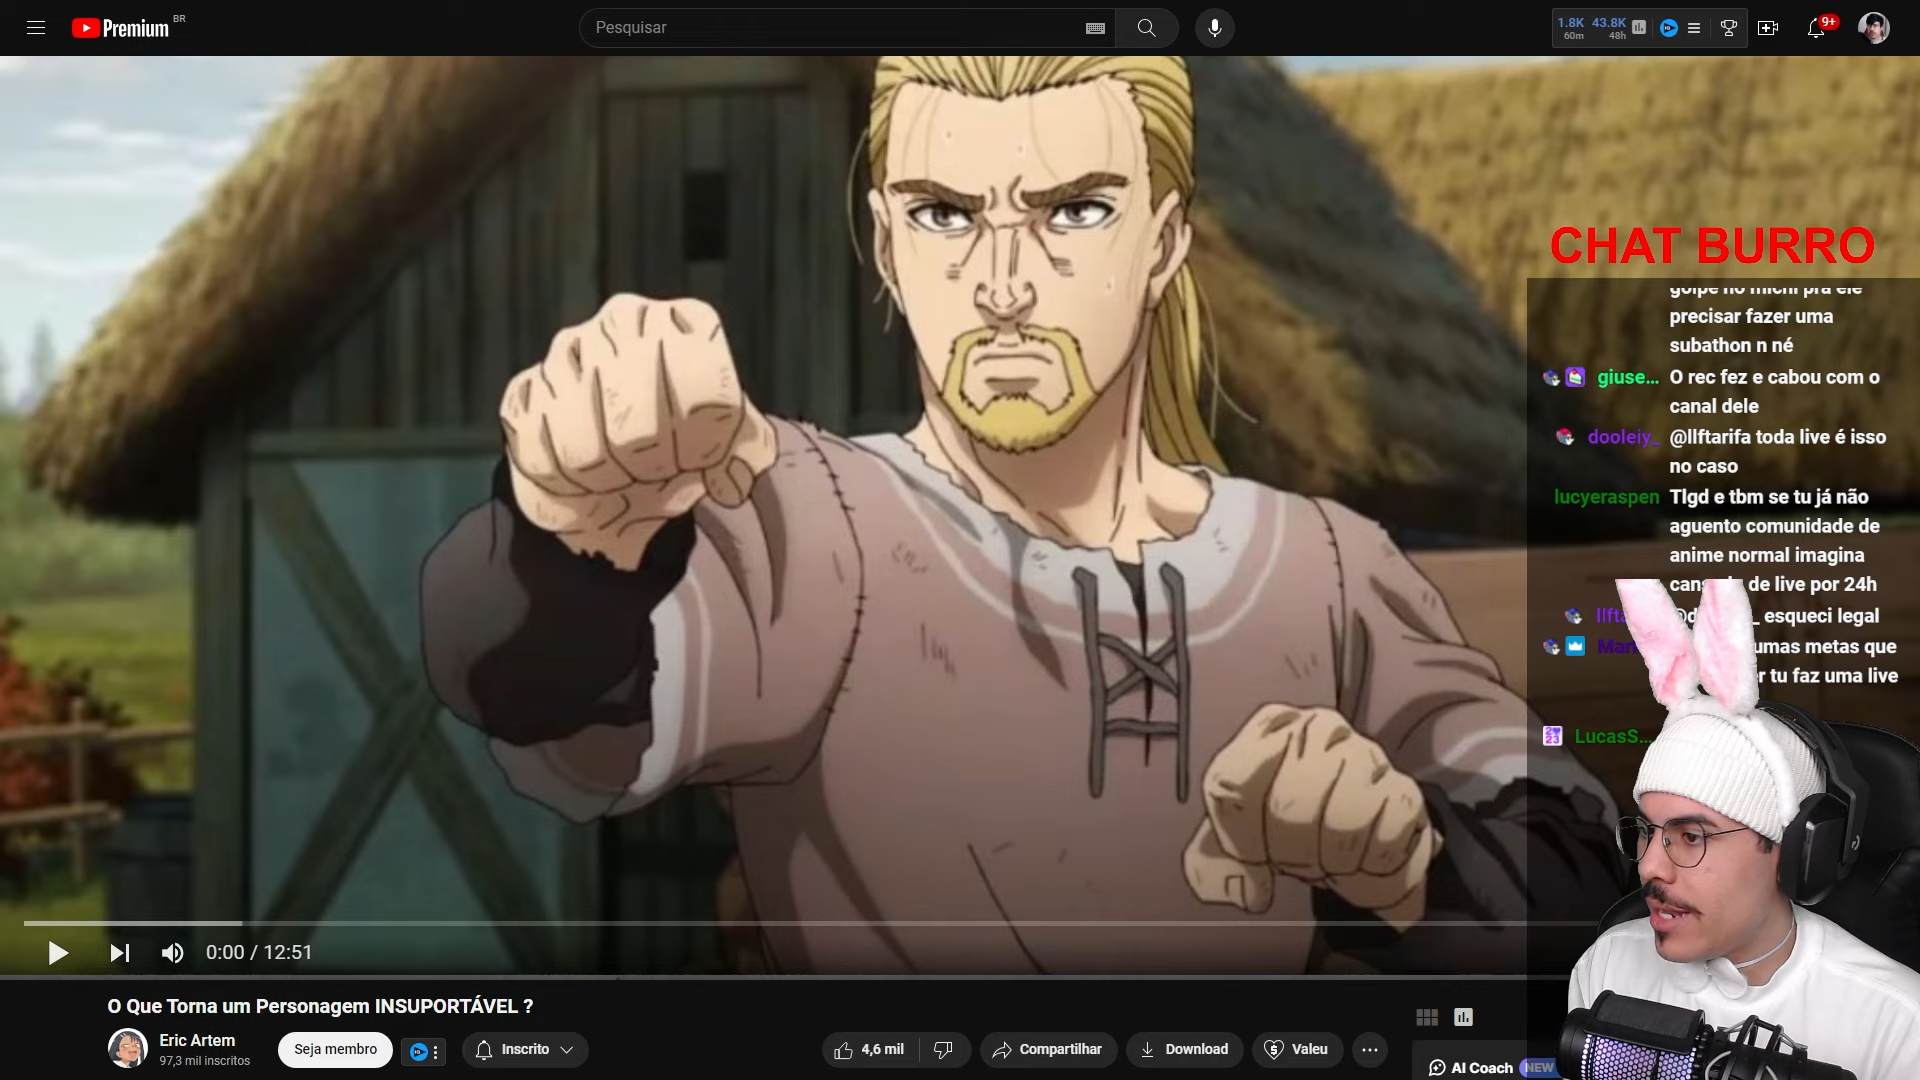 Premium BR
Pesquisar
1.8K 43.8K
60m 48h
9+
CHAT BURRO
precisar fazer uma
subathon n né
giuse... O rec fez e cabou com o
canal dele
dooleiy_ @llftarifa toda live é isso
no caso
lucyeraspen Tlgd e tbm se tu já não
aguento comunidade de
anime normal imagina
de live por 24h
esqueci legal
umas metas que
tu faz uma live
LucasS...
0:00 / 12:51
O Que Torna um Personagem INSUPORTÁVEL ?
Eric Artem
97,3 mil inscritos
Seja membro
Inscrito
4,6 mil
Compartilhar
Download
Valeu
AI Coach NEW